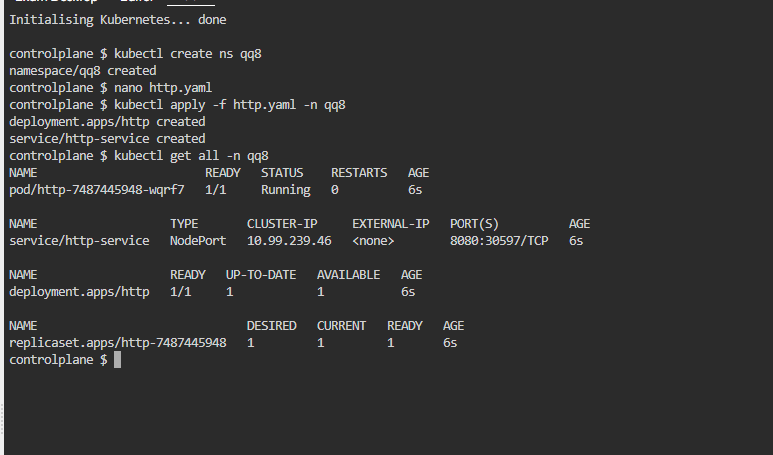 Initialising Kubernetes... done
controlplane $ kubectl create ns qq8
namespace/qq8 created
controlplane $ nano http.yaml
controlplane $ kubectl apply -f http.yaml -n qq8
deployment.apps/http created
service/http-service created
controlplane $ kubectl get all -n qq8
NAME READY STATUS RESTARTS AGE
pod/http-7487445948-wqrf7 1/1 Running 0 6s
NAME TYPE CLUSTER-IP EXTERNAL-IP PORT(S) AGE
service/http-service NodePort 10.99.239.46 <none> 8080:30597/TCP 6s
NAME READY UP-TO-DATE AVAILABLE AGE
deployment.apps/http 1/1 1 1 6s
NAME DESIRED CURRENT READY AGE
replicaset.apps/http-7487445948 1 1 1 6s
controlplane $